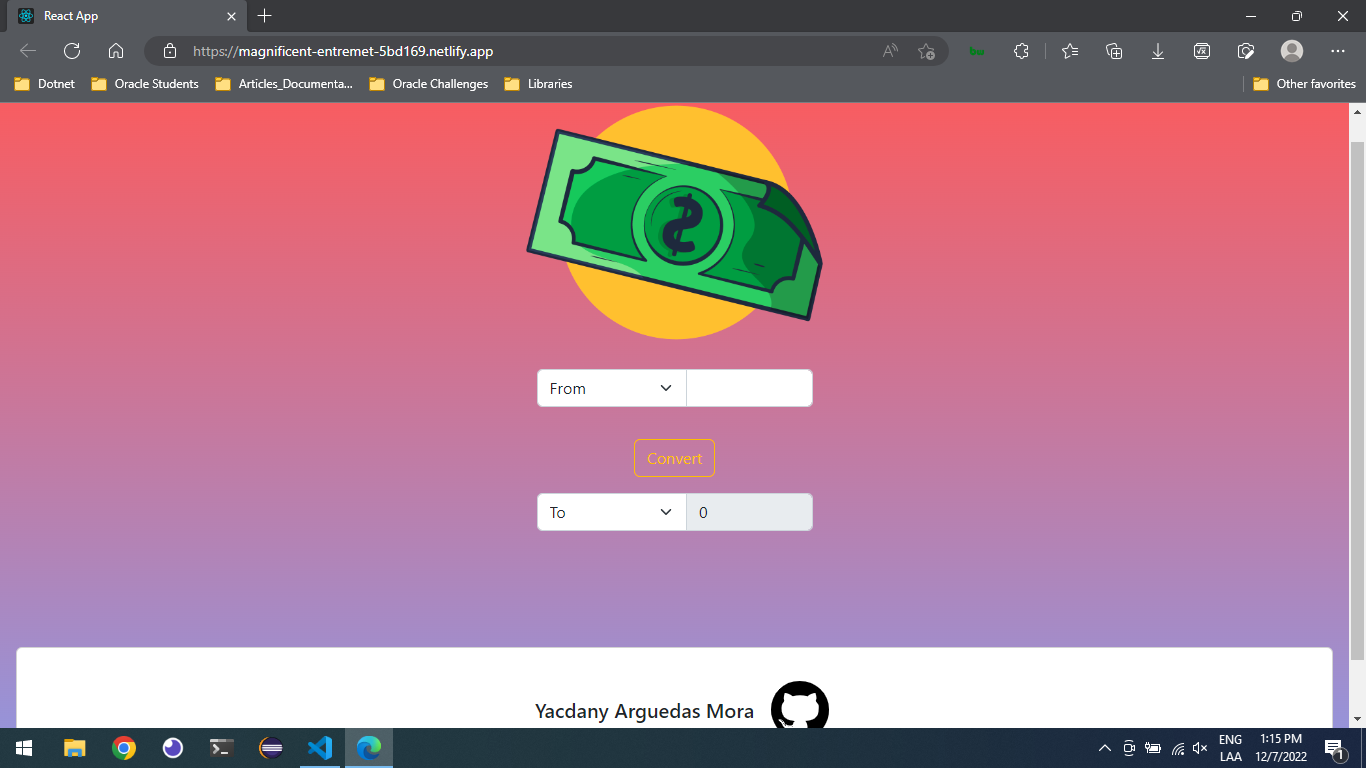 React App
https://magnificent-entremet-5bd169.netlify.app
Dotnet
Oracle Students
Articles_Documenta...
Oracle Challenges
Libraries
Other favorites
From
Convert
To
0
Yacdany Arguedas Mora
ENG
LAA
1:15 PM
12/7/2022
1